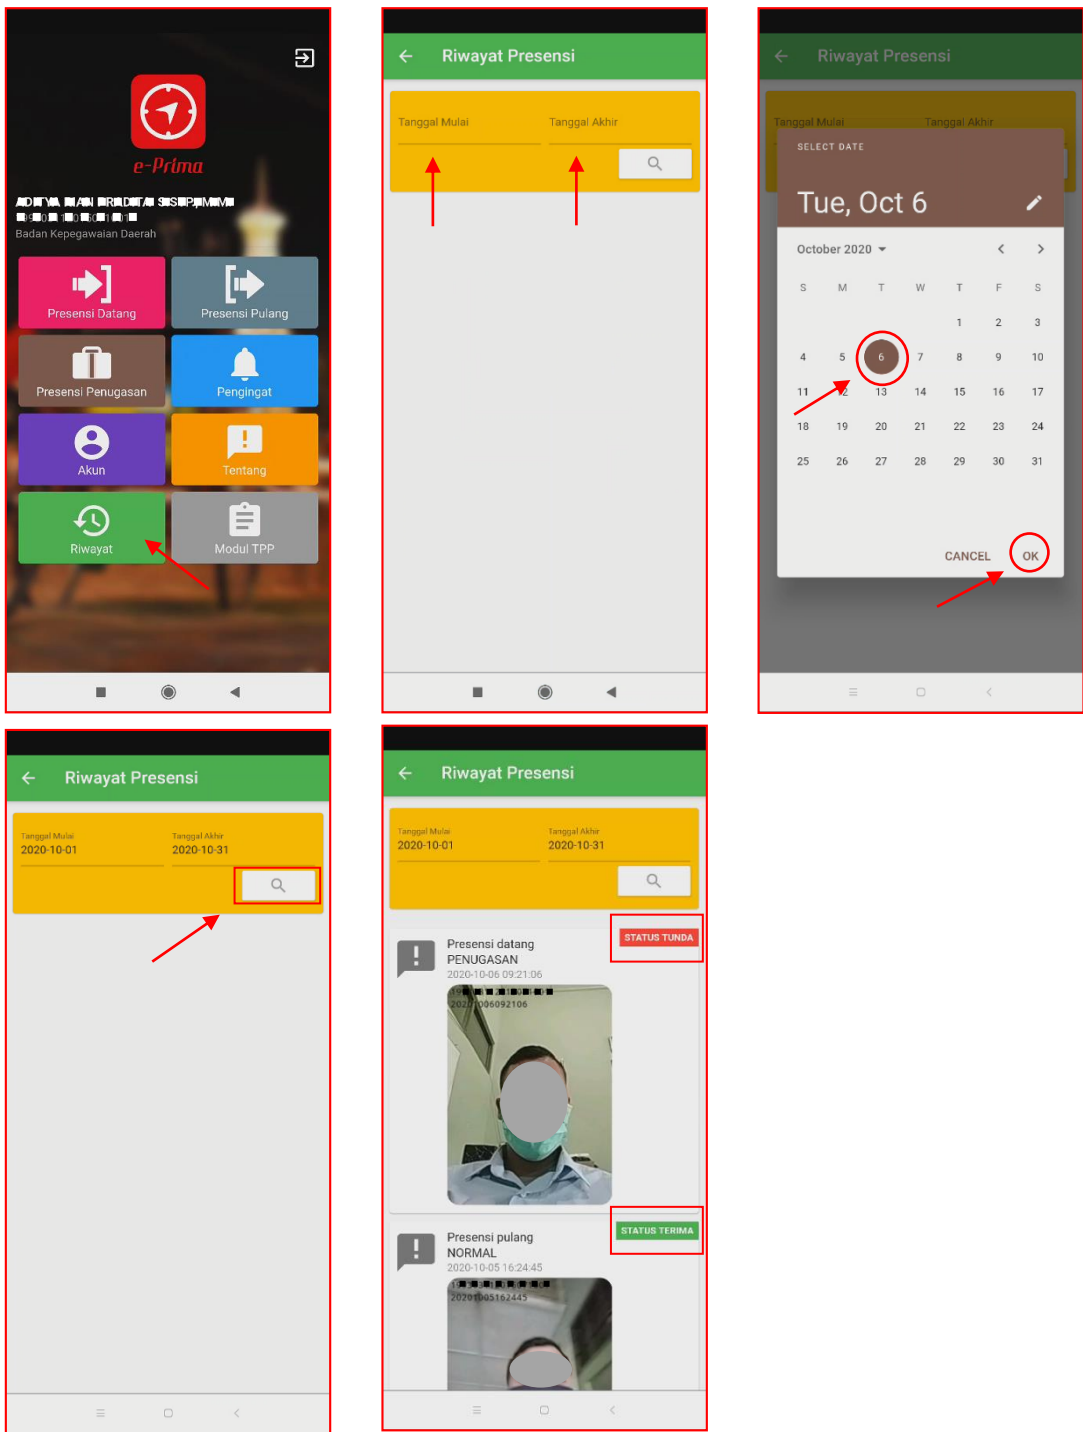 e-Prima
Badan Kepegawaian Daerah
Presensi Datang
Presensi Pulang
Presensi Penugasan
Pengingat
Akun
Tentang
Riwayat
Modul TPP
Riwayat Presensi
Tanggal Mulai
Tanggal Akhir
Riwayat Presensi
Tanggal Mulai
Tanggal Akhir
SELECT DATE
Tue, Oct 6
October 2020
S M T W T F S
1 2 3
4 5 6 7 8 9 10
11 12 13 14 15 16 17
18 19 20 21 22 23 24
25 26 27 28 29 30 31
CANCEL OK
Riwayat Presensi
Tanggal Mulai
Tanggal Akhir
2020-10-01
2020-10-31
Riwayat Presensi
Tanggal Mulai
Tanggal Akhir
2020-10-01
2020-10-31
STATUS TUNDA
Presensi datang
PENUGASAN
2020-10-06 09:21:06
20201006092106
STATUS TERIMA
Presensi pulang
NORMAL
2020-10-05 16:24:45
20201005162445